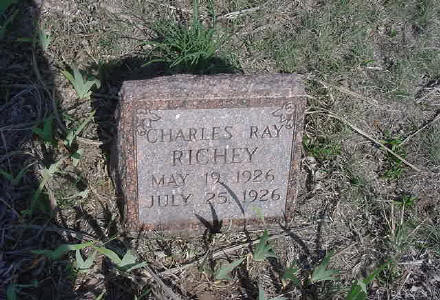 CHARLES RAY
RICHEY
MAY 19, 1926
JULY 25, 1926